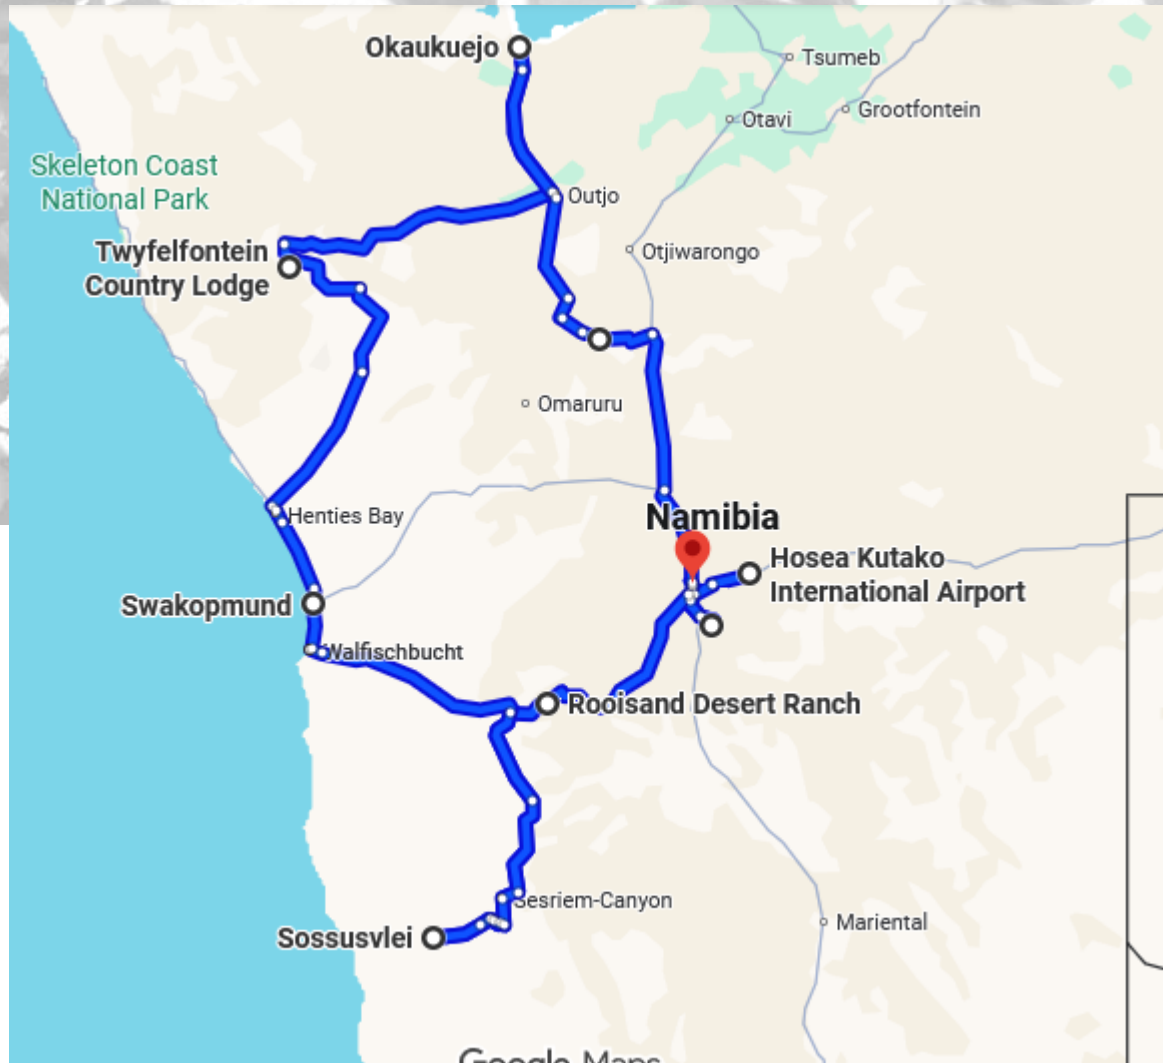 Okaukuejo
Tsumeb
Grootfontein
Otavi
Skeleton Coast
National Park
Outjo
Twyfelfontein
Country Lodge
Otjiwarongo
Omaruru
Namibia
Henties Bay
Hosea Kutako
International Airport
Swakopmund
Walfischbucht
Rooisand Desert Ranch
Sesriem-Canyon
Mariental
Sossusvlei
Google Maps